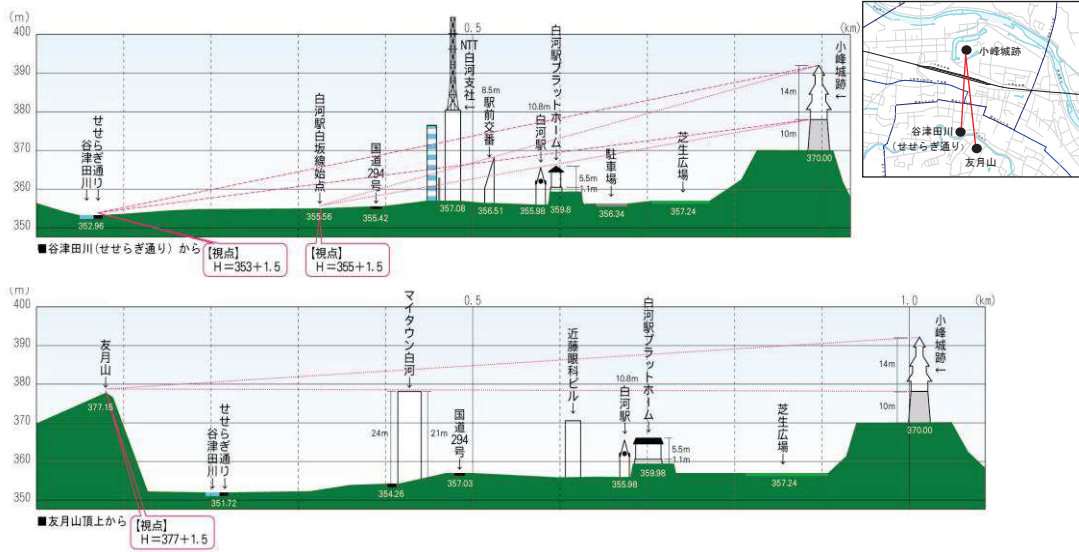 (m)
400
390
380
370
360
350
0.5
(km)
谷津田川
せせらぎ通り
352.96
白河駅白坂線始点
355.56
国道294号
355.42
NTT白河支社
357.08
8.5m
駅前交番
356.51
10.8m
白河駅
355.98
白河駅プラットホーム
359.8
5.5m
1.1m
駐車場
356.34
芝生広場
357.24
小峰城跡
14m
10m
370.00
■谷津田川(せせらぎ通り) から
【視点】
H=353+1.5
【視点】
H=355+1.5
小峰城跡
谷津田川
(せせらぎ通り)
友月山
(m)
400
390
380
370
360
350
0.5
1.0
(km)
友月山
377.15
谷津田川
せせらぎ通り
351.72
マイタウン白河
24m
21m
354.26
国道294号
357.03
近藤眼科ビル
10.8m
白河駅
355.98
白河駅プラットホーム
359.98
5.5m
1.1m
芝生広場
357.24
小峰城跡
14m
10m
370.00
■友月山頂上から
【視点】
H=377+1.5